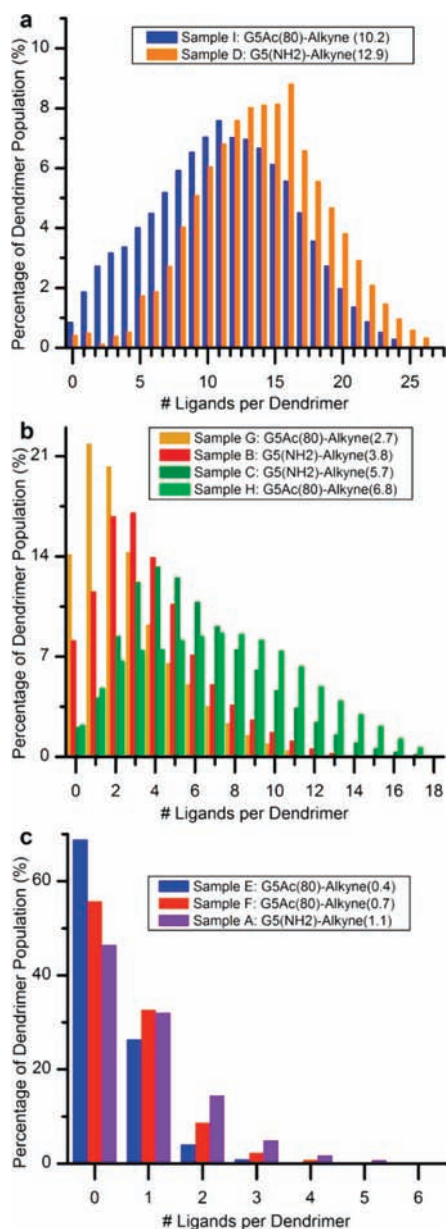 a
Sample I: G5Ac(80)-Alkyne (10.2)
Sample D: G5(NH2)-Alkyne(12.9)
Percentage of Dendrimer Population (%)
10
8
6
4
2
0
0 5 10 15 20 25
# Ligands per Dendrimer
b
Sample G: G5Ac(80)-Alkyne(2.7)
Sample B: G5(NH2)-Alkyne(3.8)
Sample C: G5(NH2)-Alkyne(5.7)
Sample H: G5Ac(80)-Alkyne(6.8)
Percentage of Dendrimer Population (%)
21
14
7
0
0 2 4 6 8 10 12 14 16 18
# Ligands per Dendrimer
c
Sample E: G5Ac(80)-Alkyne(0.4)
Sample F: G5Ac(80)-Alkyne(0.7)
Sample A: G5(NH2)-Alkyne(1.1)
Percentage of Dendrimer Population (%)
60
40
20
0
0 1 2 3 4 5 6
# Ligands per Dendrimer